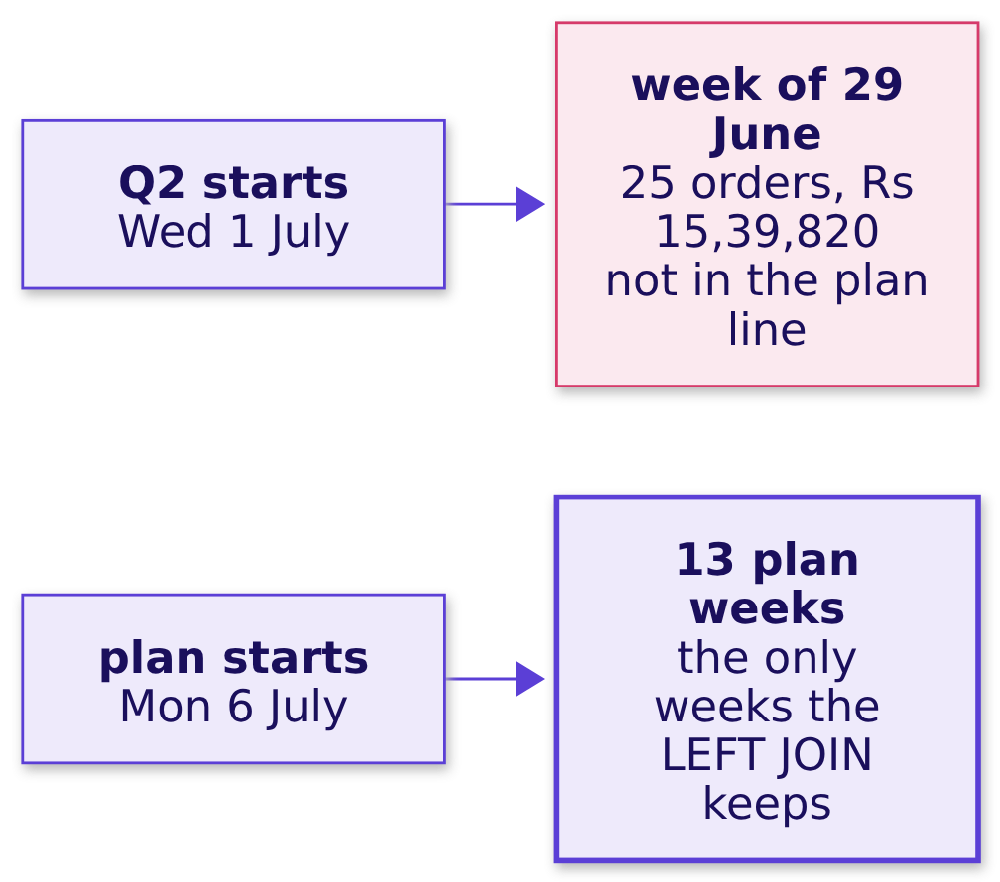 Q2 starts
Wed 1 July
week of 29
June
25 orders, Rs
15,39,820
not in the plan
line
plan starts
Mon 6 July
13 plan
weeks
the only
weeks the
LEFT JOIN
keeps